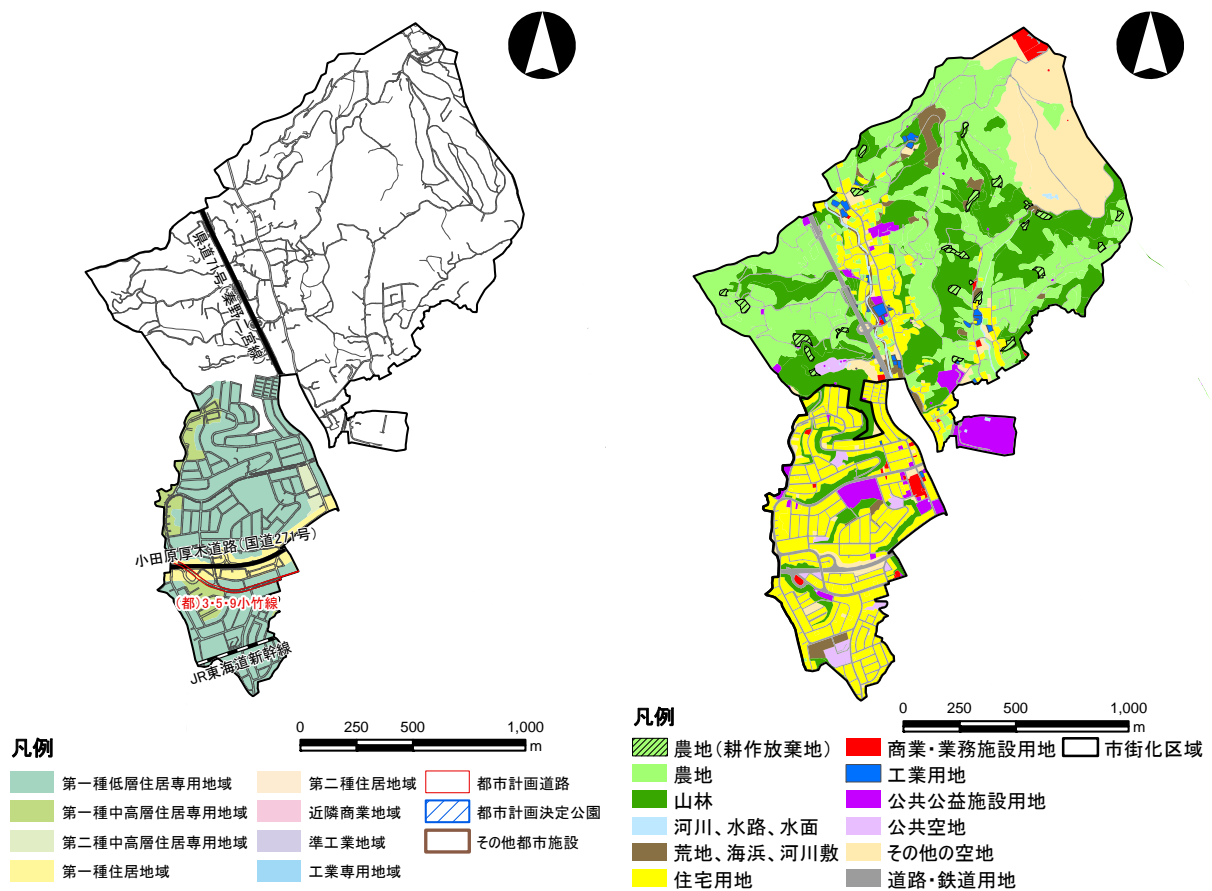 県道71号(秦野二宮線)
小田原厚木道路(国道271号)
(都)3・5・9小竹線
JR東海道新幹線
0 250 500 1,000
m
凡例
第一種低層住居専用地域
第一種中高層住居専用地域
第二種中高層住居専用地域
第一種住居地域
第二種住居地域
近隣商業地域
準工業地域
工業専用地域
都市計画道路
都市計画決定公園
その他都市施設
0 250 500 1,000
m
凡例
農地(耕作放棄地)
農地
山林
河川、水路、水面
荒地、海浜、河川敷
住宅用地
商業・業務施設用地
工業用地
公共公益施設用地
公共空地
その他の空地
道路・鉄道用地
市街化区域